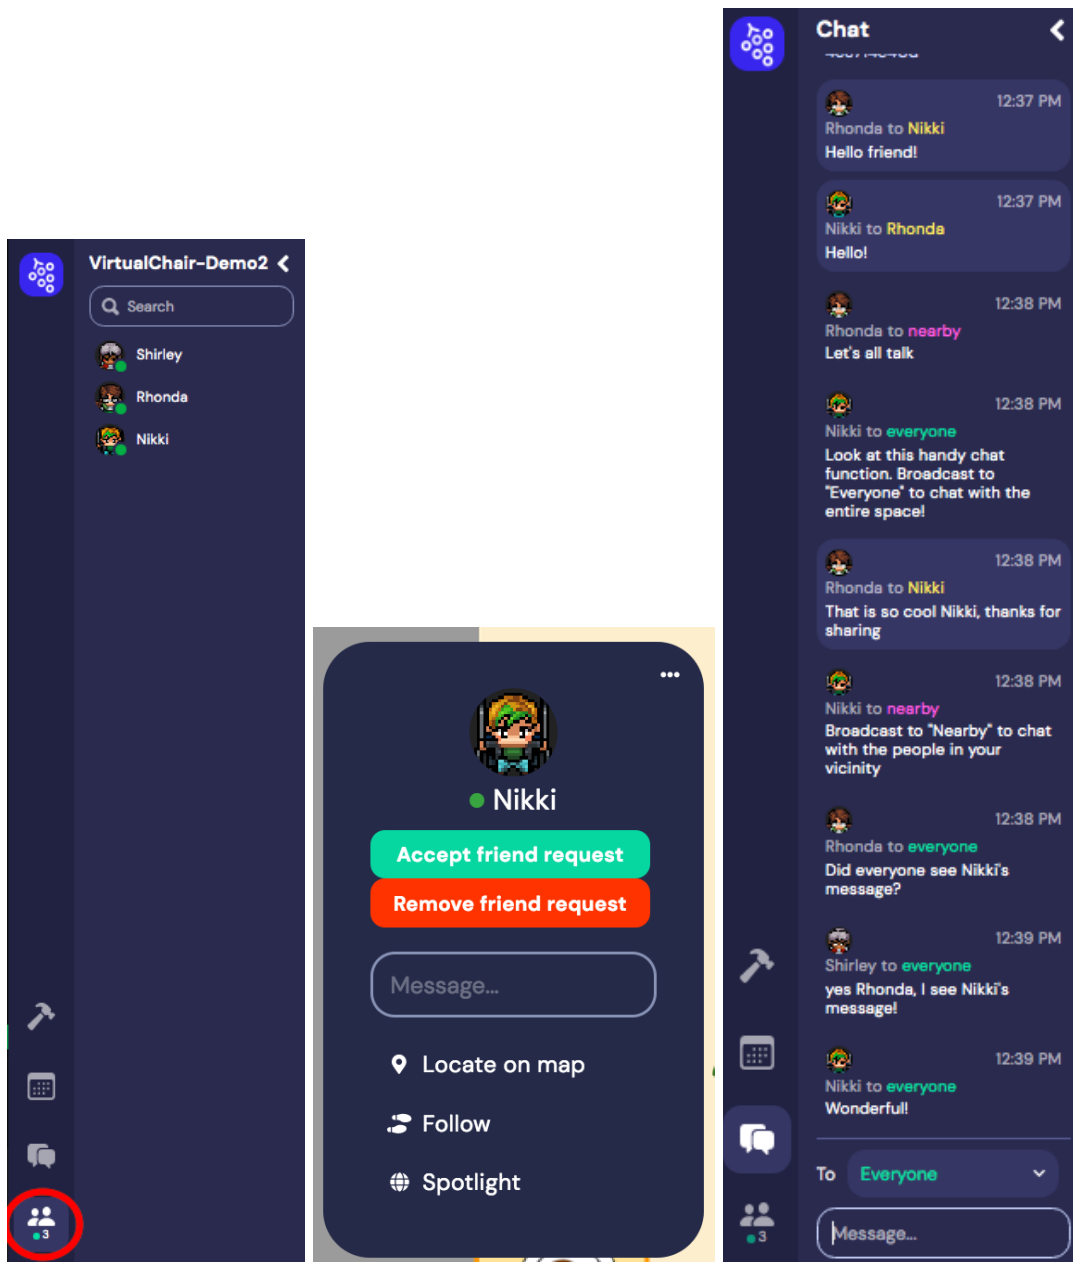 VirtualChair-Demo2
Search
Shirley
Rhonda
Nikki
3
Nikki
Accept friend request
Remove friend request
Message...
Locate on map
Follow
Spotlight
Chat
12:37 PM
Rhonda to Nikki
Hello friend!
12:37 PM
Nikki to Rhonda
Hello!
12:38 PM
Rhonda to nearby
Let's all talk
12:38 PM
Nikki to everyone
Look at this handy chat
function. Broadcast to
"Everyone" to chat with the
entire space!
12:38 PM
Rhonda to Nikki
That is so cool Nikki, thanks for
sharing
12:38 PM
Nikki to nearby
Broadcast to "Nearby" to chat
with the people in your
vicinity
12:38 PM
Rhonda to everyone
Did everyone see Nikki's
message?
12:39 PM
Shirley to everyone
yes Rhonda, I see Nikki's
message!
12:39 PM
Nikki to everyone
Wonderful!
To Everyone
Message...
3